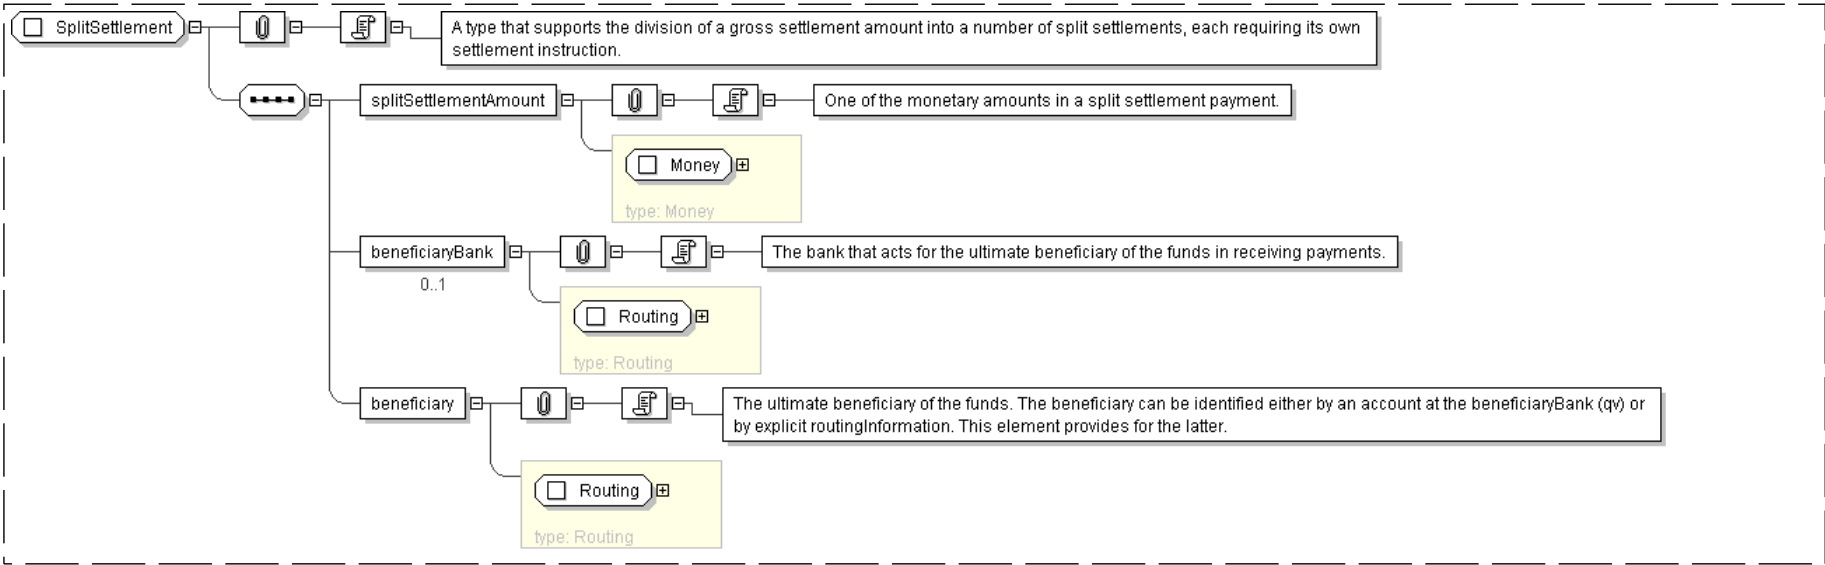 SplitSettlement
A type that supports the division of a gross settlement amount into a number of split settlements, each requiring its own
settlement instruction.
splitSettlementAmount
One of the monetary amounts in a split settlement payment.
Money
type: Money
beneficiaryBank
The bank that acts for the ultimate beneficiary of the funds in receiving payments.
0..1
Routing
type: Routing
beneficiary
The ultimate beneficiary of the funds. The beneficiary can be identified either by an account at the beneficiaryBank (qv) or
by explicit routingInformation. This element provides for the latter.
Routing
type: Routing